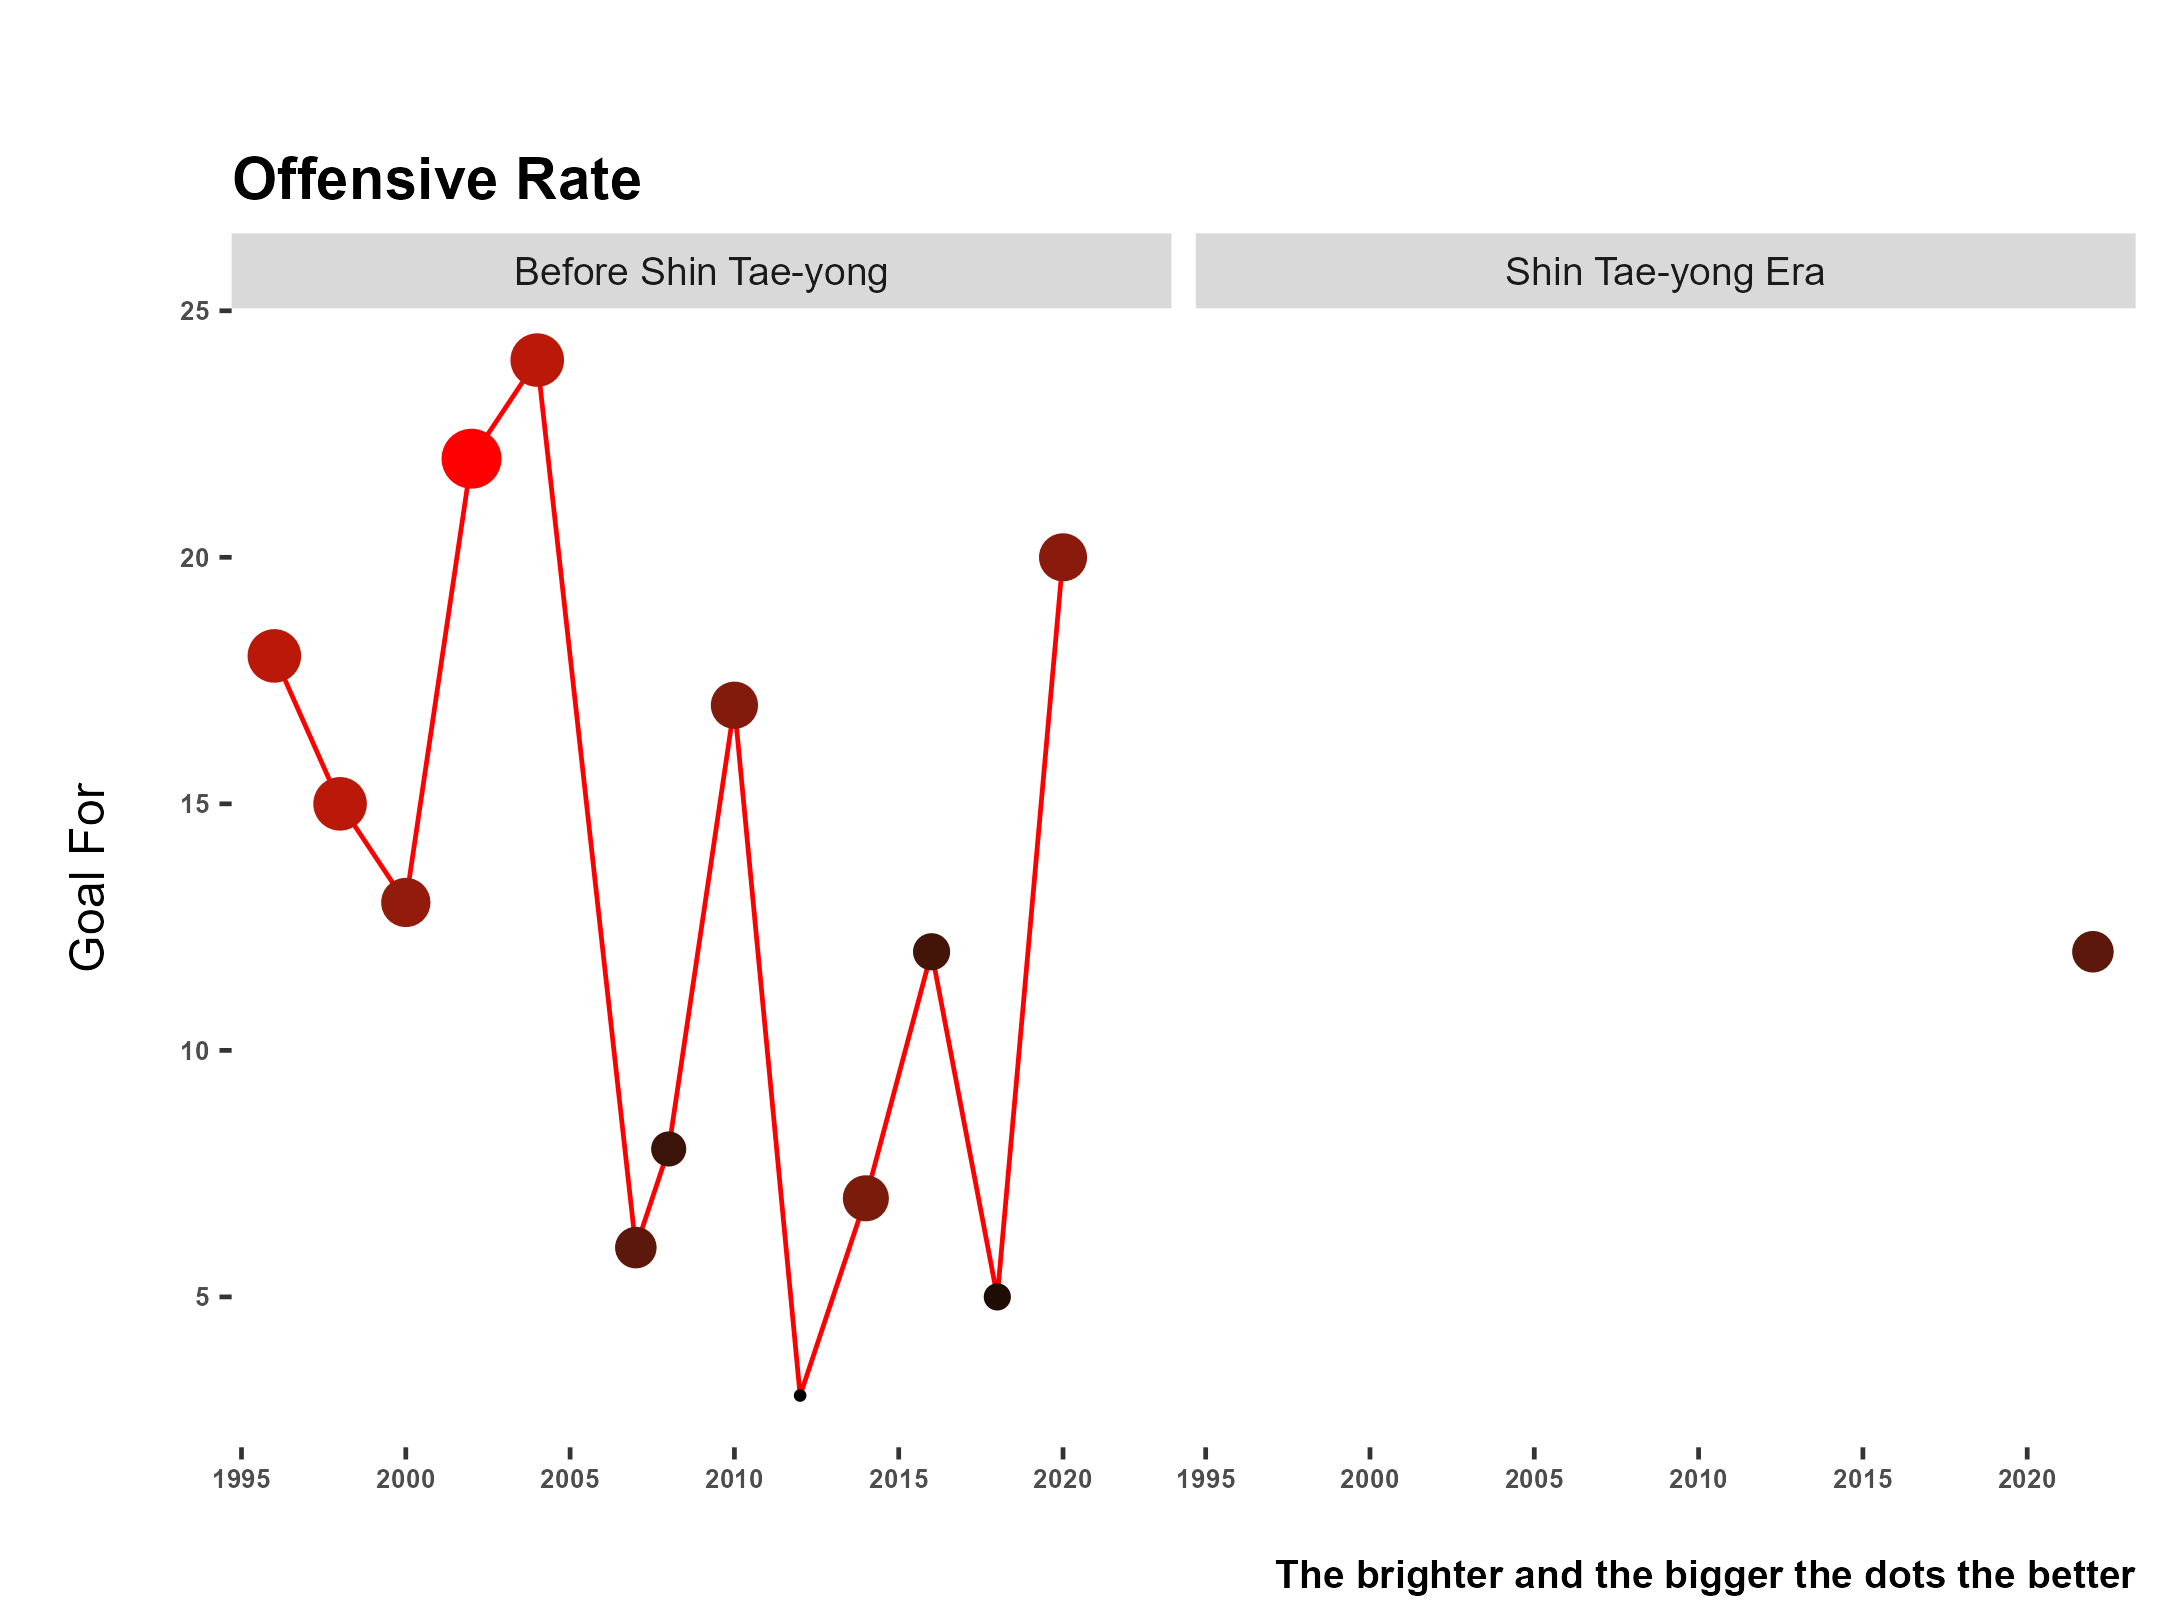 Offensive Rate
Before Shin Tae-yong
Shin Tae-yong Era
Goal For
25
20
15
10
5
1995 2000 2005 2010 2015 2020
1995 2000 2005 2010 2015 2020
The brighter and the bigger the dots the better